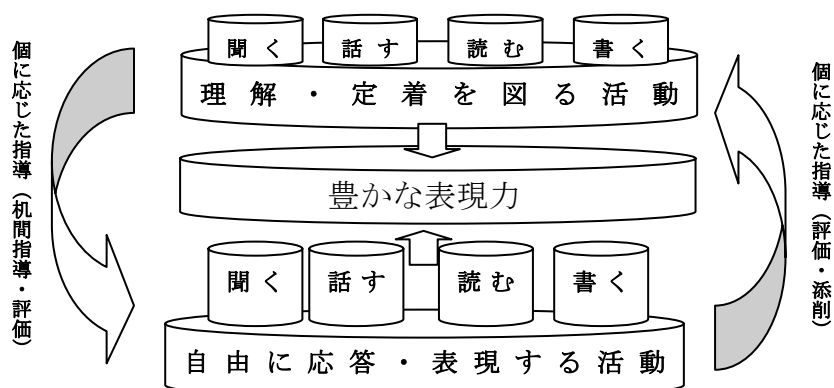 聞く 話す 読む 書く
理解・定着を図る活動
豊かな表現力
聞く 話す 読む 書く
自由に応答・表現する活動
個に応じた指導（机間指導・評価）
個に応じた指導（評価・添削）